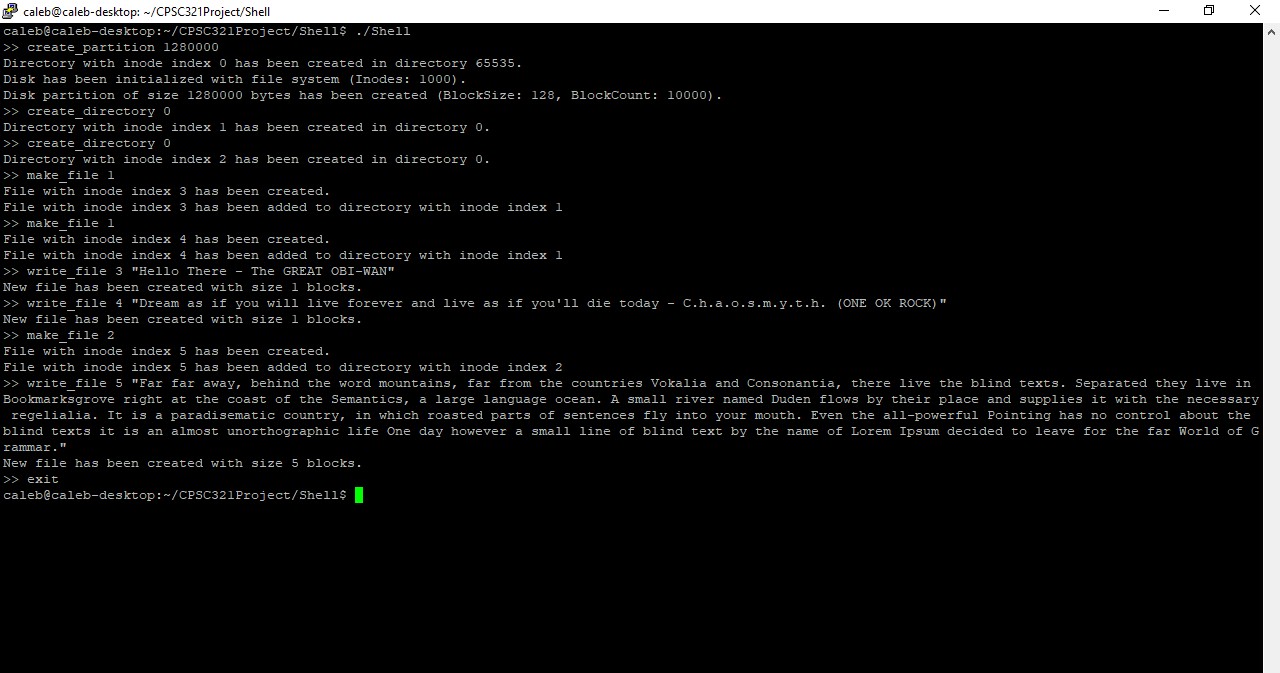 caleb@caleb-desktop: ~/CPSC321Project/Shell
caleb@caleb-desktop:~/CPSC321Project/Shell$ ./Shell
>> create_partition 1280000
Directory with inode index 0 has been created in directory 65535.
Disk has been initialized with file system (Inodes: 1000).
Disk partition of size 1280000 bytes has been created (BlockSize: 128, BlockCount: 10000).
>> create_directory 0
Directory with inode index 1 has been created in directory 0.
>> create_directory 0
Directory with inode index 2 has been created in directory 0.
>> make_file 1
File with inode index 3 has been created.
File with inode index 3 has been added to directory with inode index 1
>> make_file 1
File with inode index 4 has been created.
File with inode index 4 has been added to directory with inode index 1
>> write_file 3 "Hello There - The GREAT OBI-WAN"
New file has been created with size 1 blocks.
>> write_file 4 "Dream as if you will live forever and live as if you'll die today - C.h.a.o.s.m.y.t.h. (ONE OK ROCK)"
New file has been created with size 1 blocks.
>> make_file 2
File with inode index 5 has been created.
File with inode index 5 has been added to directory with inode index 2
>> write_file 5 "Far far away, behind the word mountains, far from the countries Vokalia and Consonantia, there live the blind texts. Separated they live in
Bookmarksgrove right at the coast of the Semantics, a large language ocean. A small river named Duden flows by their place and supplies it with the necessary
 regelialia. It is a paradisematic country, in which roasted parts of sentences fly into your mouth. Even the all-powerful Pointing has no control about the
blind texts it is an almost unorthographic life One day however a small line of blind text by the name of Lorem Ipsum decided to leave for the far World of G
rammar."
New file has been created with size 5 blocks.
>> exit
caleb@caleb-desktop:~/CPSC321Project/Shell$